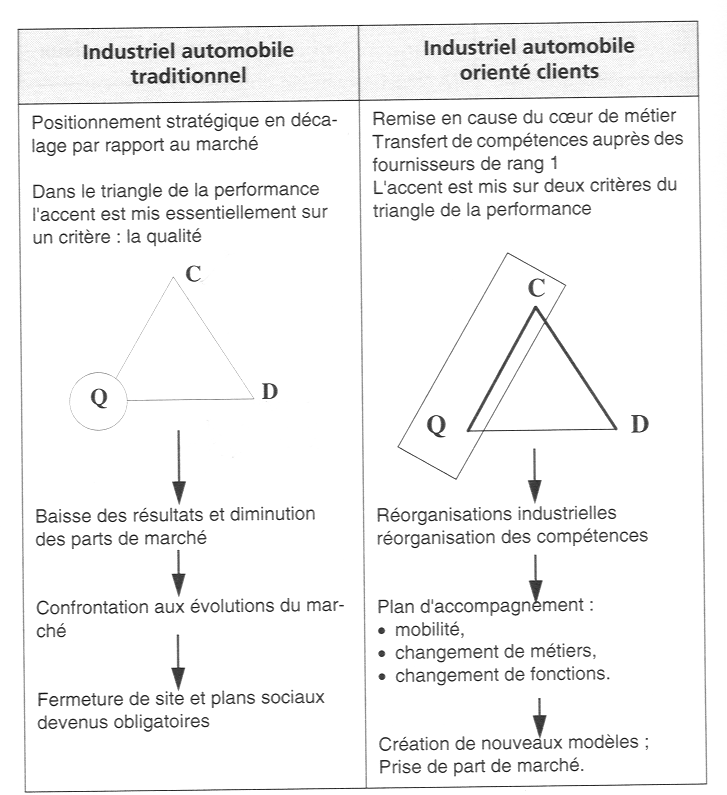 Industriel automobile
traditionnel
Positionnement stratégique en déca-
lage par rapport au marché
Dans le triangle de la performance
l'accent est mis essentiellement sur
un critère : la qualité
C
Q
D
Baisse des résultats et diminution
des parts de marché
Confrontation aux évolutions du mar-
ché
Fermeture de site et plans sociaux
devenus obligatoires
Industriel automobile
orienté clients
Remise en cause du cœur de métier
Transfert de compétences auprès des
fournisseurs de rang 1
L'accent est mis sur deux critères du
triangle de la performance
C
Q
D
Réorganisations industrielles
réorganisation des compétences
Plan d'accompagnement :
• mobilité,
• changement de métiers,
• changement de fonctions.
Création de nouveaux modèles ;
Prise de part de marché.